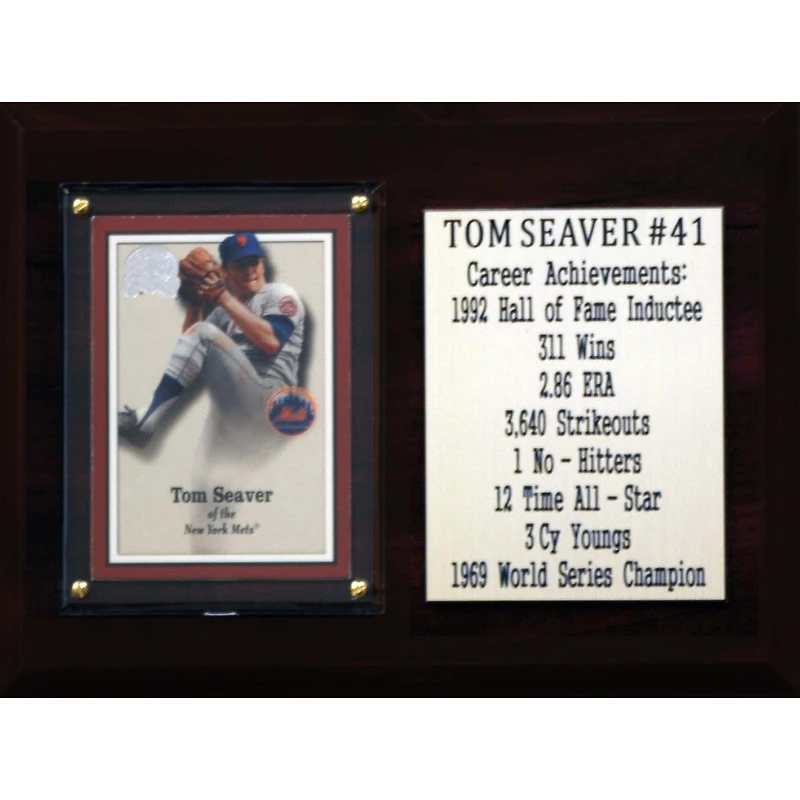 Tom Seaver
of the
New York Mets®
Mets
TOM SEAVER #41
Career Achievements:
1992 Hall of Fame Inductee
311 Wins
2.86 ERA
3,640 Strikeouts
1 No - Hitters
12 Time All - Star
3 Cy Youngs
1969 World Series Champion